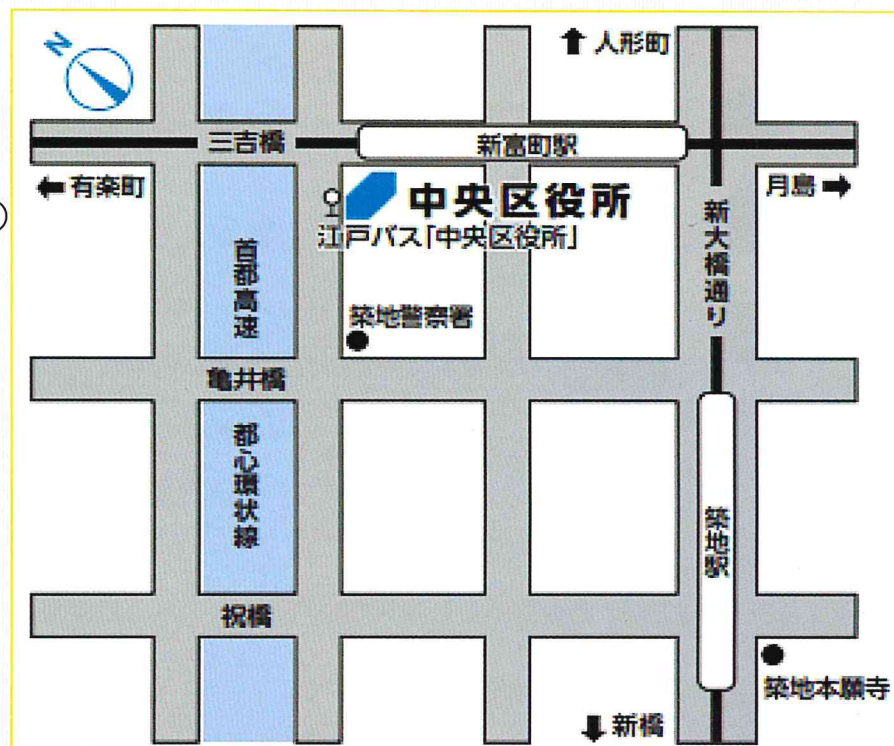 N
人形町
三吉橋
新富町駅
有楽町
中央区役所
月島
江戸バス「中央区役所」
新大橋通り
首都高速
築地警察署
亀井橋
都心環状線
築地駅
祝橋
築地本願寺
新橋